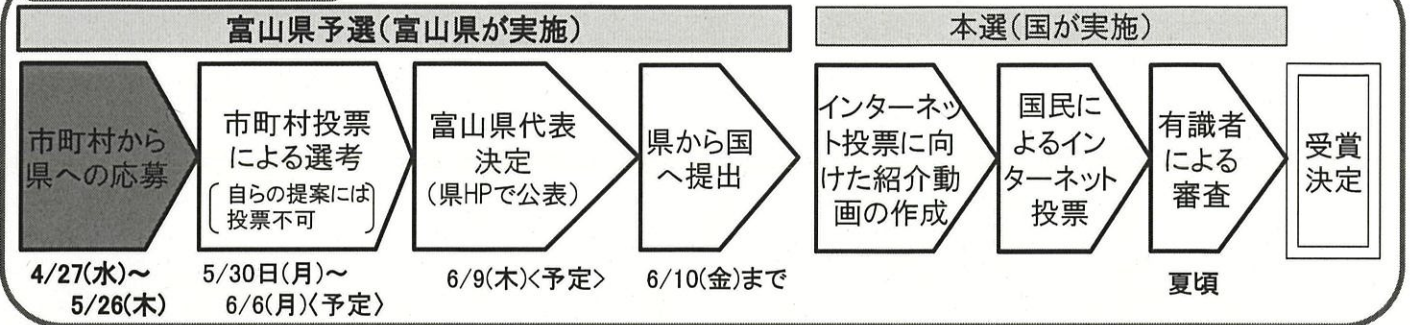 富山県予選(富山県が実施)
本選(国が実施)
市町村から
県への応募
市町村投票
による選考
自らの提案には
投票不可
富山県代表
決定
(県HPで公表)
県から国
へ提出
インターネッ
ト投票に向
けた紹介動
画の作成
国民に
よるイン
ターネット
投票
有識者
による
審査
受賞
決定
4/27(水)～
5/26(木)
5/30日(月)～
6/6(月)〈予定〉
6/9(木)<予定>
6/10(金)まで
夏頃